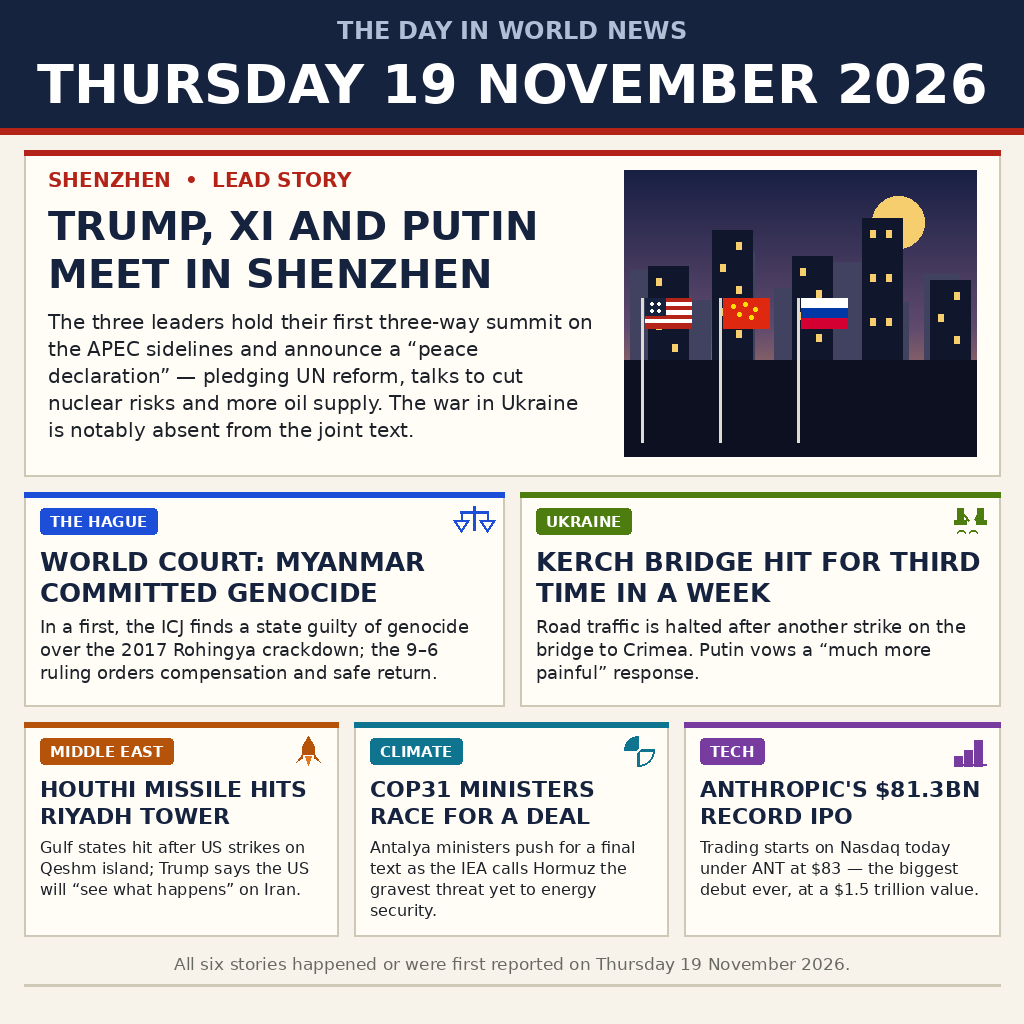 THE DAY IN WORLD NEWS
THURSDAY 19 NOVEMBER 2026
SHENZHEN • LEAD STORY
TRUMP, XI AND PUTIN
MEET IN SHENZHEN
The three leaders hold their first three-way summit on
the APEC sidelines and announce a “peace
declaration” — pledging UN reform, talks to cut
nuclear risks and more oil supply. The war in Ukraine
is notably absent from the joint text.
THE HAGUE
WORLD COURT: MYANMAR
COMMITTED GENOCIDE
In a first, the ICJ finds a state guilty of genocide
over the 2017 Rohingya crackdown; the 9–6
ruling orders compensation and safe return.
UKRAINE
KERCH BRIDGE HIT FOR THIRD
TIME IN A WEEK
Road traffic is halted after another strike on the
bridge to Crimea. Putin vows a “much more
painful” response.
MIDDLE EAST
HOUTHI MISSILE HITS
RIYADH TOWER
Gulf states hit after US strikes on
Qeshm island; Trump says the US
will “see what happens” on Iran.
CLIMATE
COP31 MINISTERS
RACE FOR A DEAL
Antalya ministers push for a final
text as the IEA calls Hormuz the
gravest threat yet to energy
security.
TECH
ANTHROPIC'S $81.3BN
RECORD IPO
Trading starts on Nasdaq today
under ANT at $83 — the biggest
debut ever, at a $1.5 trillion value.
All six stories happened or were first reported on Thursday 19 November 2026.